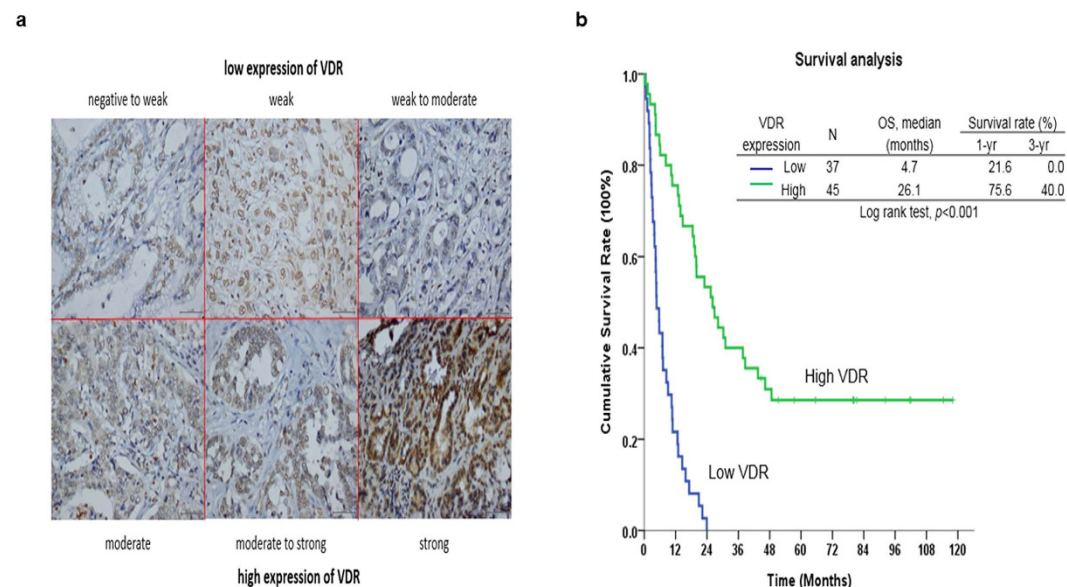 a
low expression of VDR
negative to weak weak weak to moderate
moderate moderate to strong strong
high expression of VDR
b
Survival analysis
VDR expression N OS, median (months) Survival rate (%)
1-yr 3-yr
Low 37 4.7 21.6 0.0
High 45 26.1 75.6 40.0
Log rank test, p<0.001
Cumulative Survival Rate (100%)
1.0
0.8
0.6
0.4
0.2
0.0
High VDR
Low VDR
0 12 24 36 48 60 72 84 96 108 120
Time (Months)